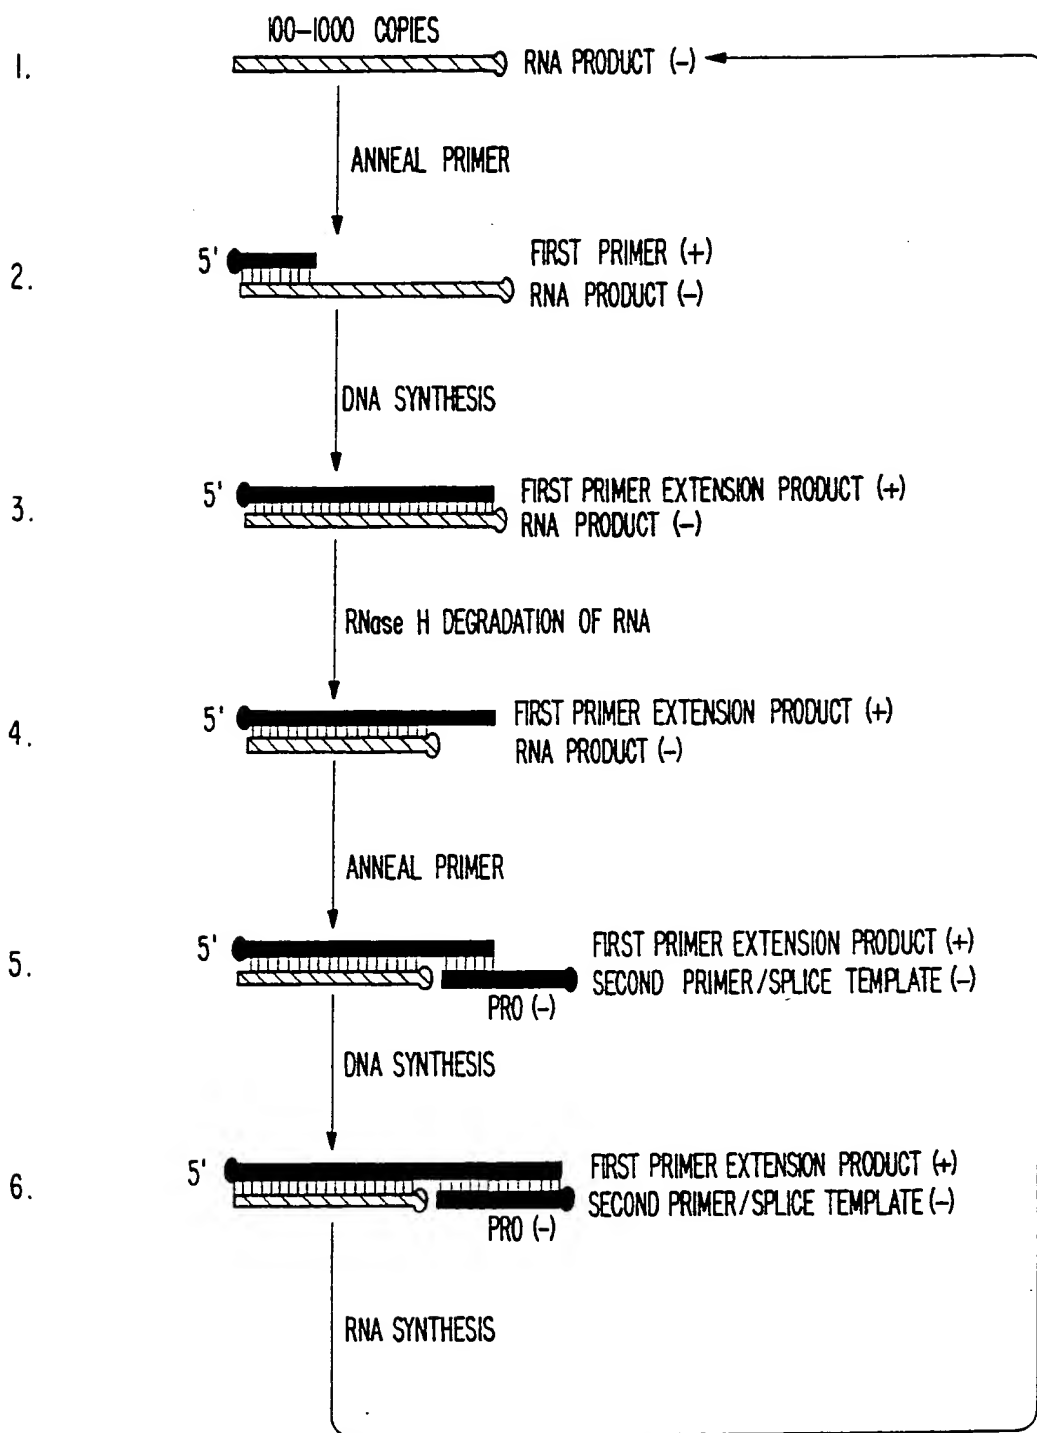 100-1000 COPIES
1. RNA PRODUCT (-)
ANNEAL PRIMER
5' FIRST PRIMER (+)
2. RNA PRODUCT (-)
DNA SYNTHESIS
5' FIRST PRIMER EXTENSION PRODUCT (+)
3. RNA PRODUCT (-)
RNase H DEGRADATION OF RNA
5' FIRST PRIMER EXTENSION PRODUCT (+)
4. RNA PRODUCT (-)
ANNEAL PRIMER
5' FIRST PRIMER EXTENSION PRODUCT (+)
5. SECOND PRIMER/SPLICE TEMPLATE (-)
PRO (-)
DNA SYNTHESIS
5' FIRST PRIMER EXTENSION PRODUCT (+)
6. SECOND PRIMER/SPLICE TEMPLATE (-)
PRO (-)
RNA SYNTHESIS